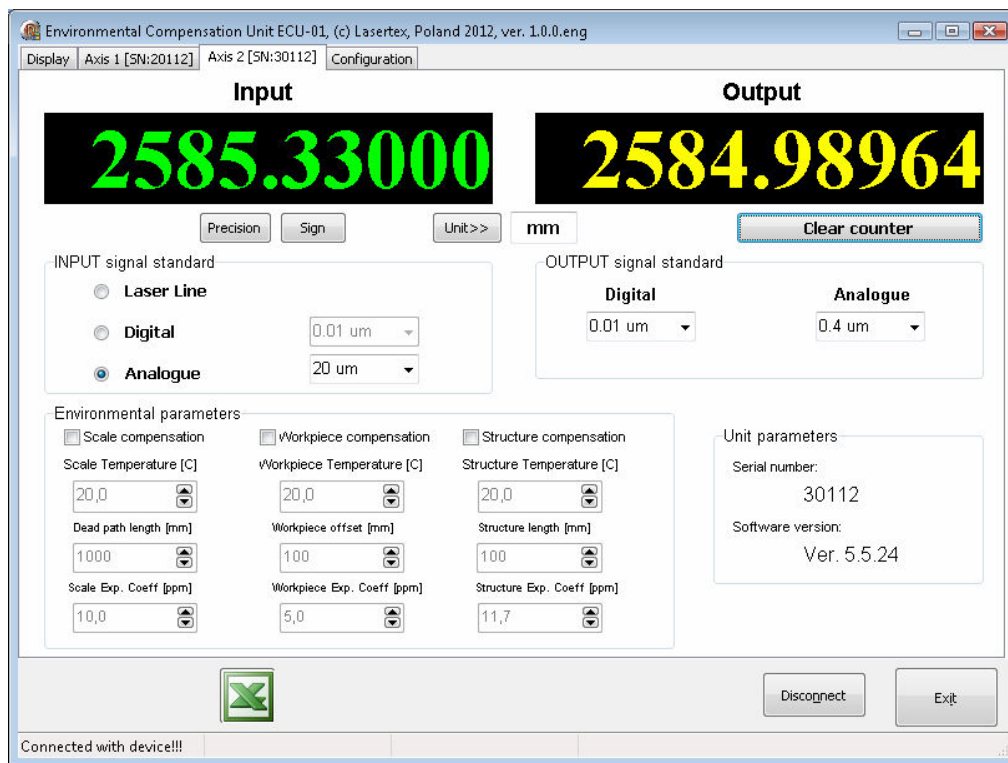 Environmental Compensation Unit ECU-01, (c) Lasertex, Poland 2012, ver. 1.0.0.eng
Display Axis 1 [SN:20112] Axis 2 [SN:30112] Configuration
Input Output
2585.33000 2584.98964
Precision Sign Unit>> mm Clear counter
INPUT signal standard OUTPUT signal standard
Laser Line Digital Analogue
Digital 0.01 um 0.01 um 0.4 um
Analogue 20 um
Environmental parameters
Scale compensation Workpiece compensation Structure compensation Unit parameters
Scale Temperature [C] Workpiece Temperature [C] Structure Temperature [C] Serial number:
20,0 20,0 20,0 30112
Dead path length [mm] Workpiece offset [mm] Structure length [mm] Software version:
1000 100 100 Ver. 5.5.24
Scale Exp. Coeff [ppm] Workpiece Exp. Coeff [ppm] Structure Exp. Coeff [ppm]
10,0 5,0 11,7
Disconnect Exit
Connected with device!!!